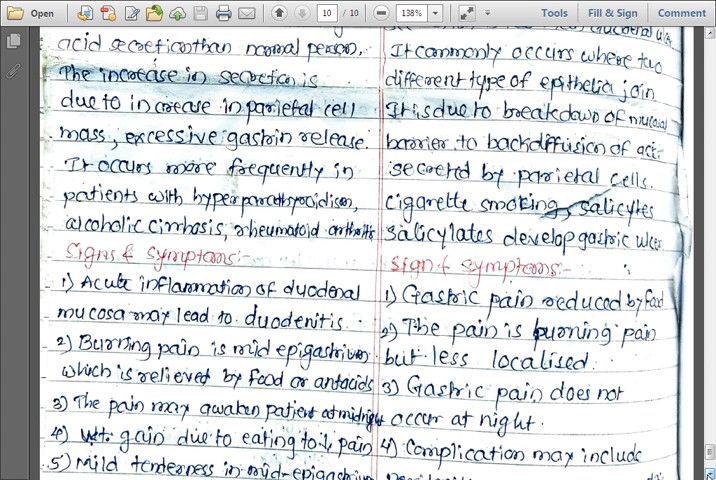 Open
10 / 10
138%
Tools
Fill & Sign
Comment
acid secretion than normal person.
The increase in secretion is
due to increase in parietal cell
mass, excessive gastrin release.
It occurs more frequently in
patients with hyperparathyroidism,
alcoholic cirrhosis, rheumatoid arthritis
Signs & symptoms:-
1) Acute inflammation of duodenal
mucosa may lead to duodenitis.
2) Burning pain is mid epigastrium
which is relieved by food or antacids
3) The pain may awaken patient at midnight
4) wt. gain due to eating to ↓ pain
5) Mild tenderness in mid-epigastrium
It commonly occurs where two
different type of epithelia join
It is due to breakdown of mucosal
barrier to backdiffusion of aci-
secreted by parietal cells.
cigarette smoking, salicytes
salicylates develop gastric ulcer
Sign & symptoms:-
1) Gastric pain reduced by food
2) The pain is burning pain
but less localised.
3) Gastric pain does not
occur at night.
4) Complication may include